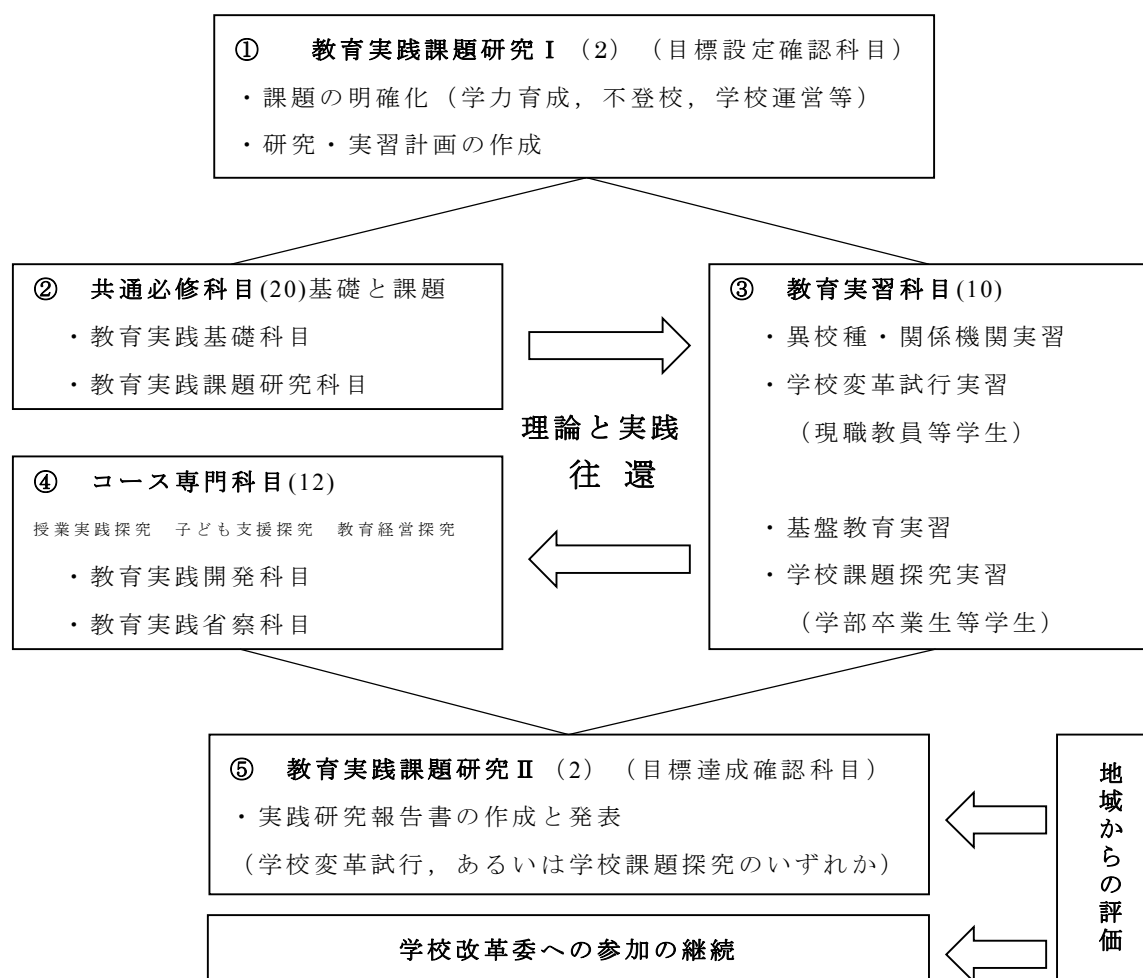 ① 教育実践課題研究Ⅰ（2）（目標設定確認科目）
・課題の明確化（学力育成，不登校，学校運営等）
・研究・実習計画の作成
② 共通必修科目(20)基礎と課題
・教育実践基礎科目
・教育実践課題研究科目
③ 教育実習科目(10)
・異校種・関係機関実習
・学校変革試行実習
（現職教員等学生）
・基盤教育実習
・学校課題探究実習
（学部卒業生等学生）
理論と実践
往 還
④ コース専門科目(12)
授業実践探究 子ども支援探究 教育経営探究
・教育実践開発科目
・教育実践省察科目
⑤ 教育実践課題研究Ⅱ（2）（目標達成確認科目）
・実践研究報告書の作成と発表
（学校変革試行，あるいは学校課題探究のいずれか）
地域からの評価
学校改革委への参加の継続